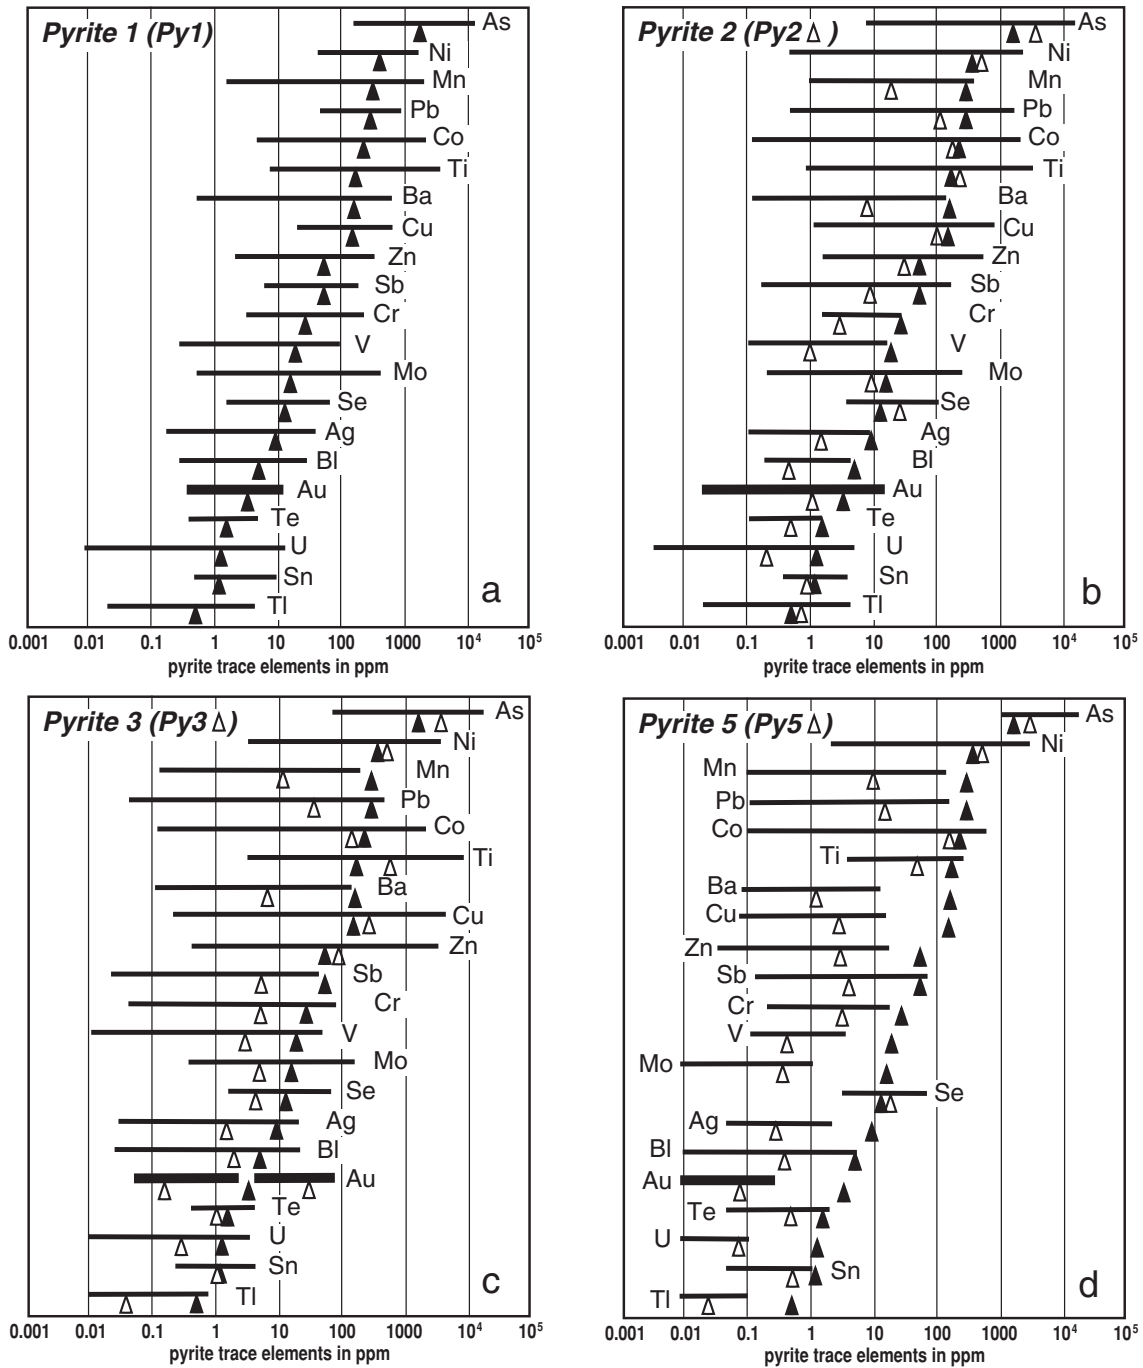 Pyrite 1 (Py1)
As
Ni
Mn
Pb
Co
Ti
Ba
Cu
Zn
Sb
Cr
V
Mo
Se
Ag
Bl
Au
Te
U
Sn
Tl
a
0.001 0.01 0.1 1 10 100 1000 10⁴ 10⁵
pyrite trace elements in ppm
Pyrite 2 (Py2 △)
As
Ni
Mn
Pb
Co
Ti
Ba
Cu
Zn
Sb
Cr
V
Mo
Se
Ag
Bl
Au
Te
U
Sn
Tl
b
0.001 0.01 0.1 1 10 100 1000 10⁴ 10⁵
pyrite trace elements in ppm
Pyrite 3 (Py3 △)
As
Ni
Mn
Pb
Co
Ti
Ba
Cu
Zn
Sb
Cr
V
Mo
Se
Ag
Bl
Au
Te
U
Sn
Tl
c
0.001 0.01 0.1 1 10 100 1000 10⁴ 10⁵
pyrite trace elements in ppm
Pyrite 5 (Py5 △)
As
Ni
Mn
Pb
Co
Ti
Ba
Cu
Zn
Sb
Cr
V
Mo
Se
Ag
Bl
Au
Te
U
Sn
Tl
d
0.001 0.01 0.1 1 10 100 1000 10⁴ 10⁵
pyrite trace elements in ppm